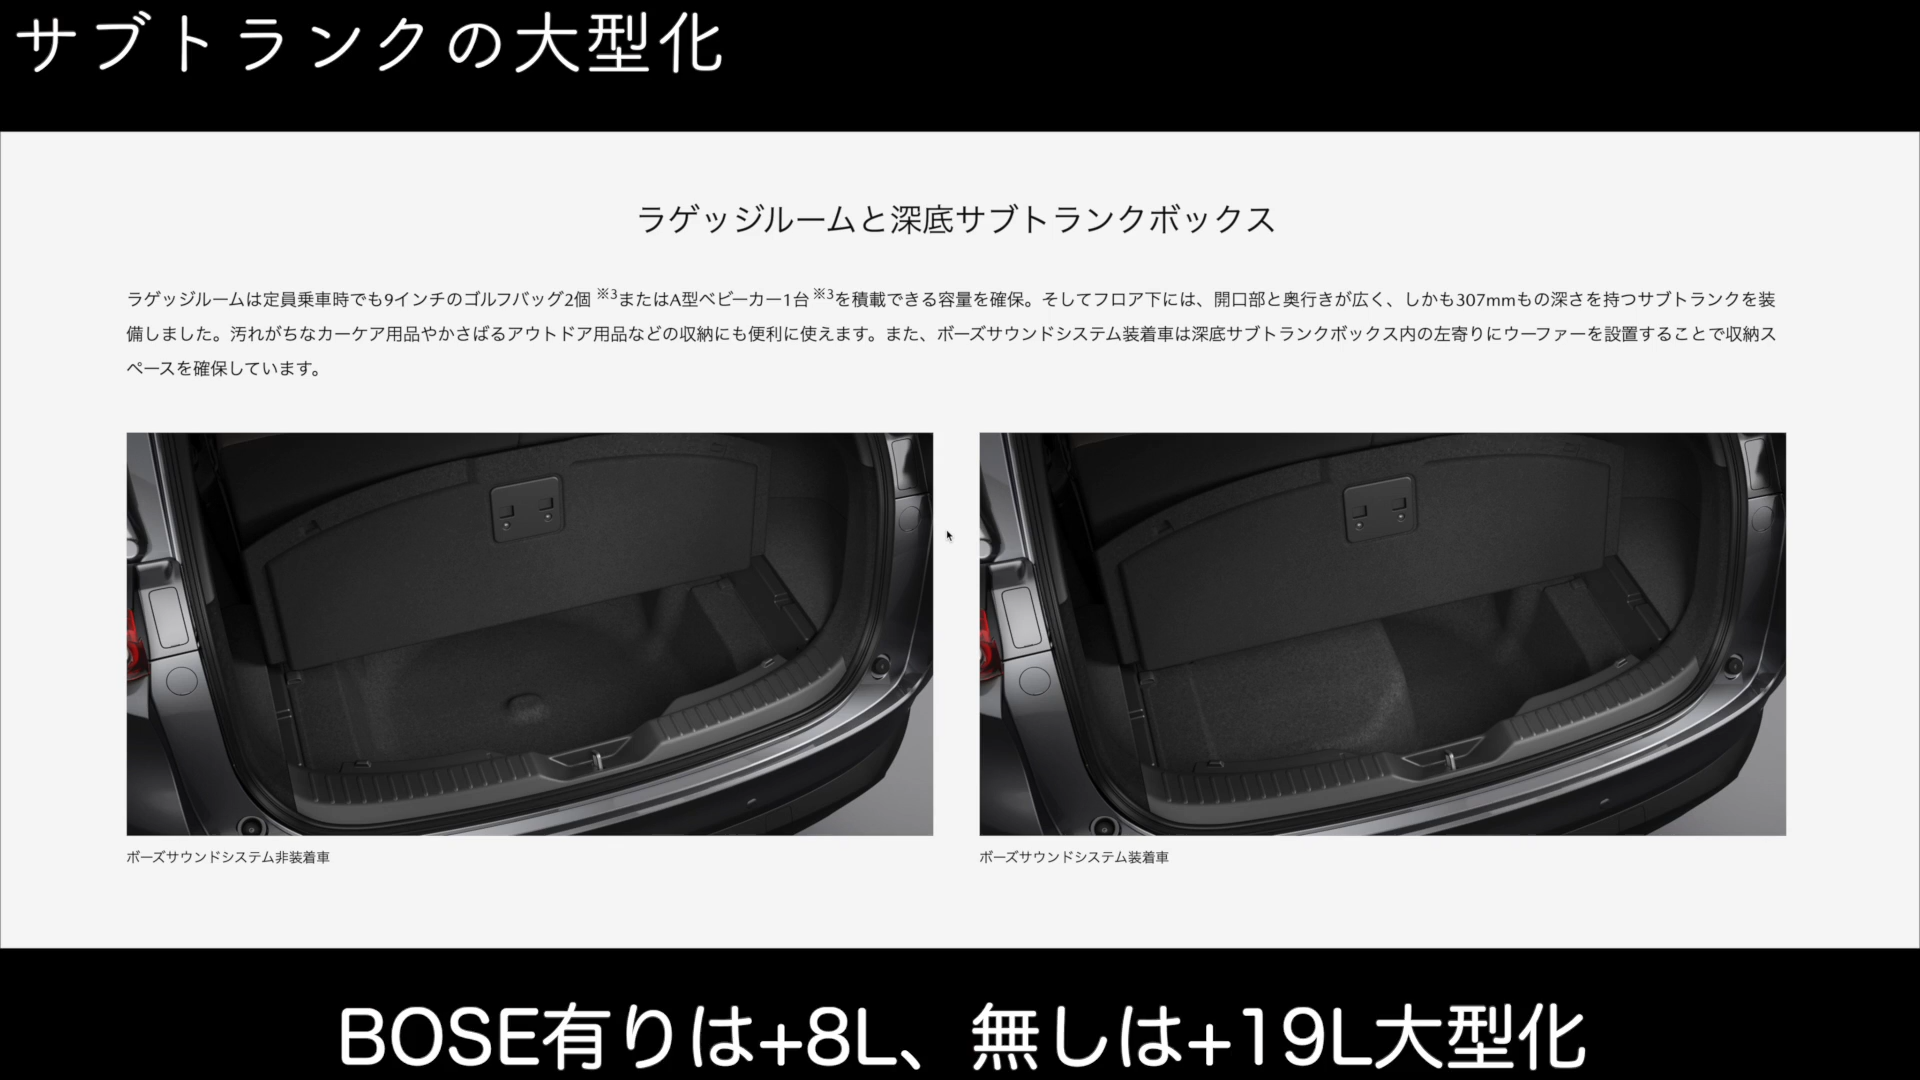 サブトランクの大型化
ラゲッジルームと深底サブトランクボックス
ラゲッジルームは定員乗車時でも9インチのゴルフバッグ2個 ※3またはA型ベビーカー1台 ※3を積載できる容量を確保。そしてフロア下には、開口部と奥行きが広く、しかも307mmもの深さを持つサブトランクを装
備しました。汚れがちなカーケア用品やかさばるアウトドア用品などの収納にも便利に使えます。また、ボーズサウンドシステム装着車は深底サブトランクボックス内の左寄りにウーファーを設置することで収納ス
ペースを確保しています。
ボーズサウンドシステム非装着車
ボーズサウンドシステム装着車
BOSE有りは+8L、無しは+19L大型化